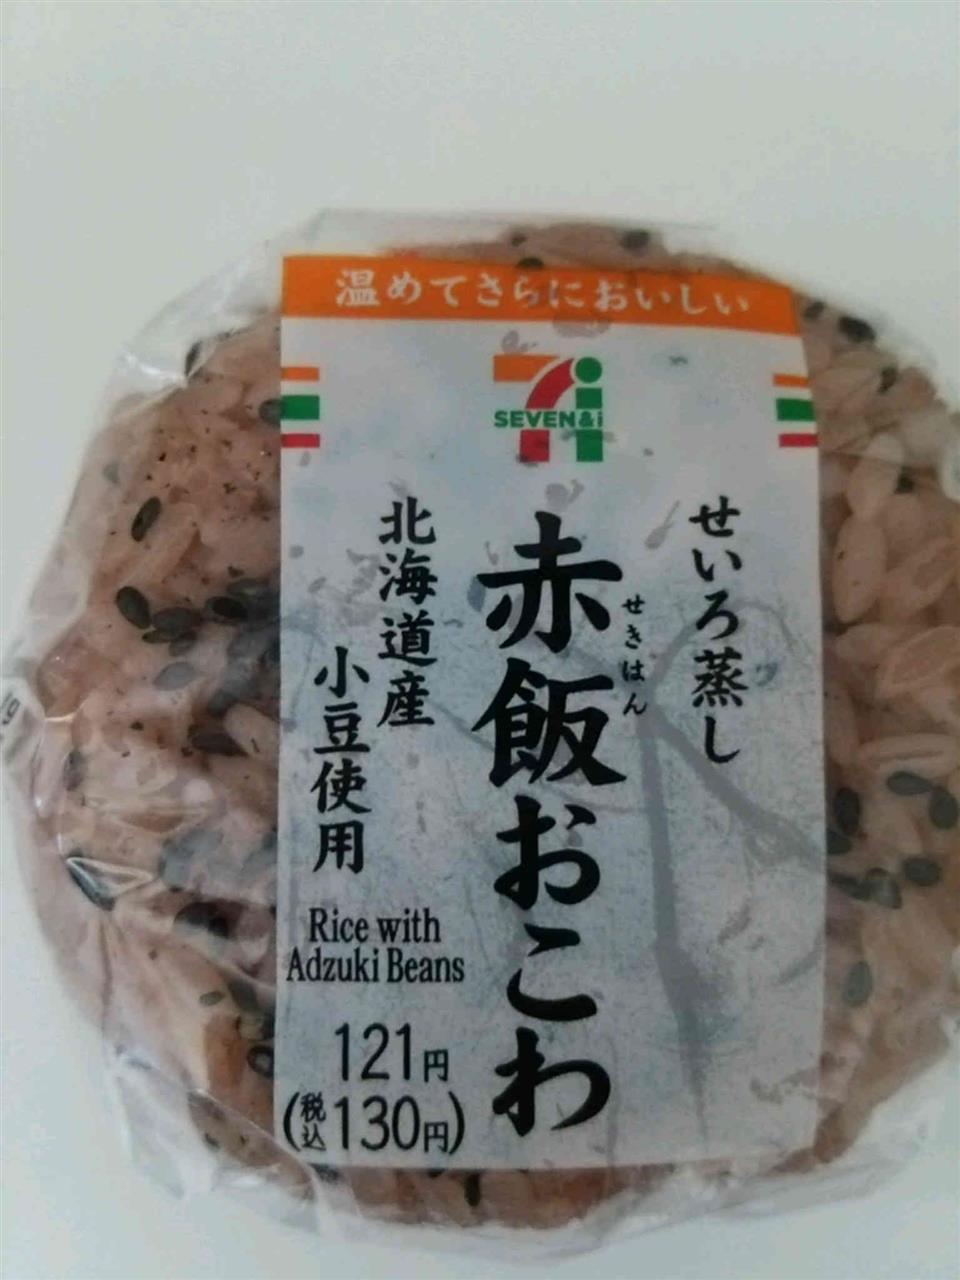 温めてさらにおいしい
SEVEN&i
せいろ蒸し
赤飯おこわ
せきはん
北海道産
小豆使用
Rice with
Adzuki Beans
121円
(税込130円)